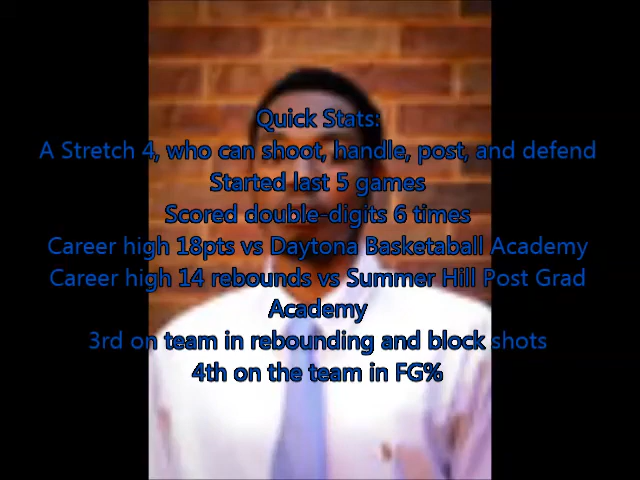 Quick Stats:
A Stretch 4, who can shoot, handle, post, and defend
Started last 5 games
Scored double-digits 6 times
Career high 18pts vs Daytona Basketaball Academy
Career high 14 rebounds vs Summer Hill Post Grad
Academy
3rd on team in rebounding and block shots
4th on the team in FG%